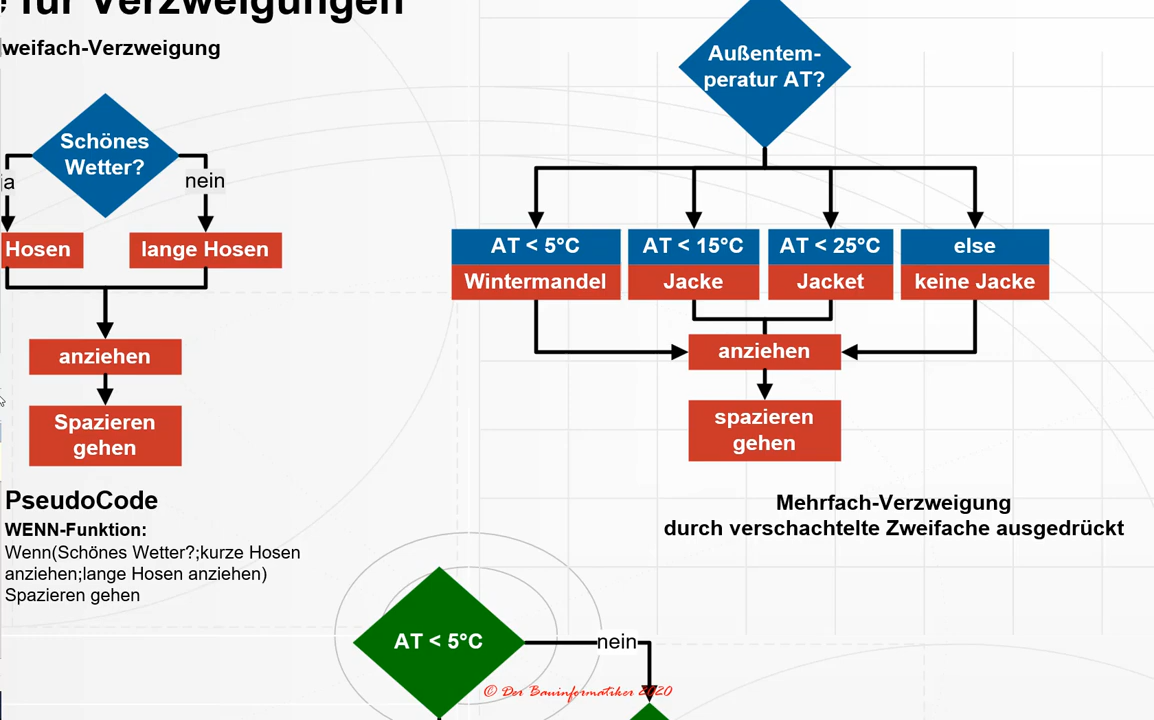 für Verzweigungen
weifach-Verzweigung
Schönes
Wetter?
ja
nein
Hosen
lange Hosen
anziehen
Spazieren
gehen
PseudoCode
WENN-Funktion:
Wenn(Schönes Wetter?;kurze Hosen
anziehen;lange Hosen anziehen)
Spazieren gehen
Außentem-
peratur AT?
AT < 5°C
AT < 15°C
AT < 25°C
else
Wintermandel
Jacke
Jacket
keine Jacke
anziehen
spazieren
gehen
Mehrfach-Verzweigung
durch verschachtelte Zweifache ausgedrückt
AT < 5°C
nein
© Der Bauinformatiker 2020